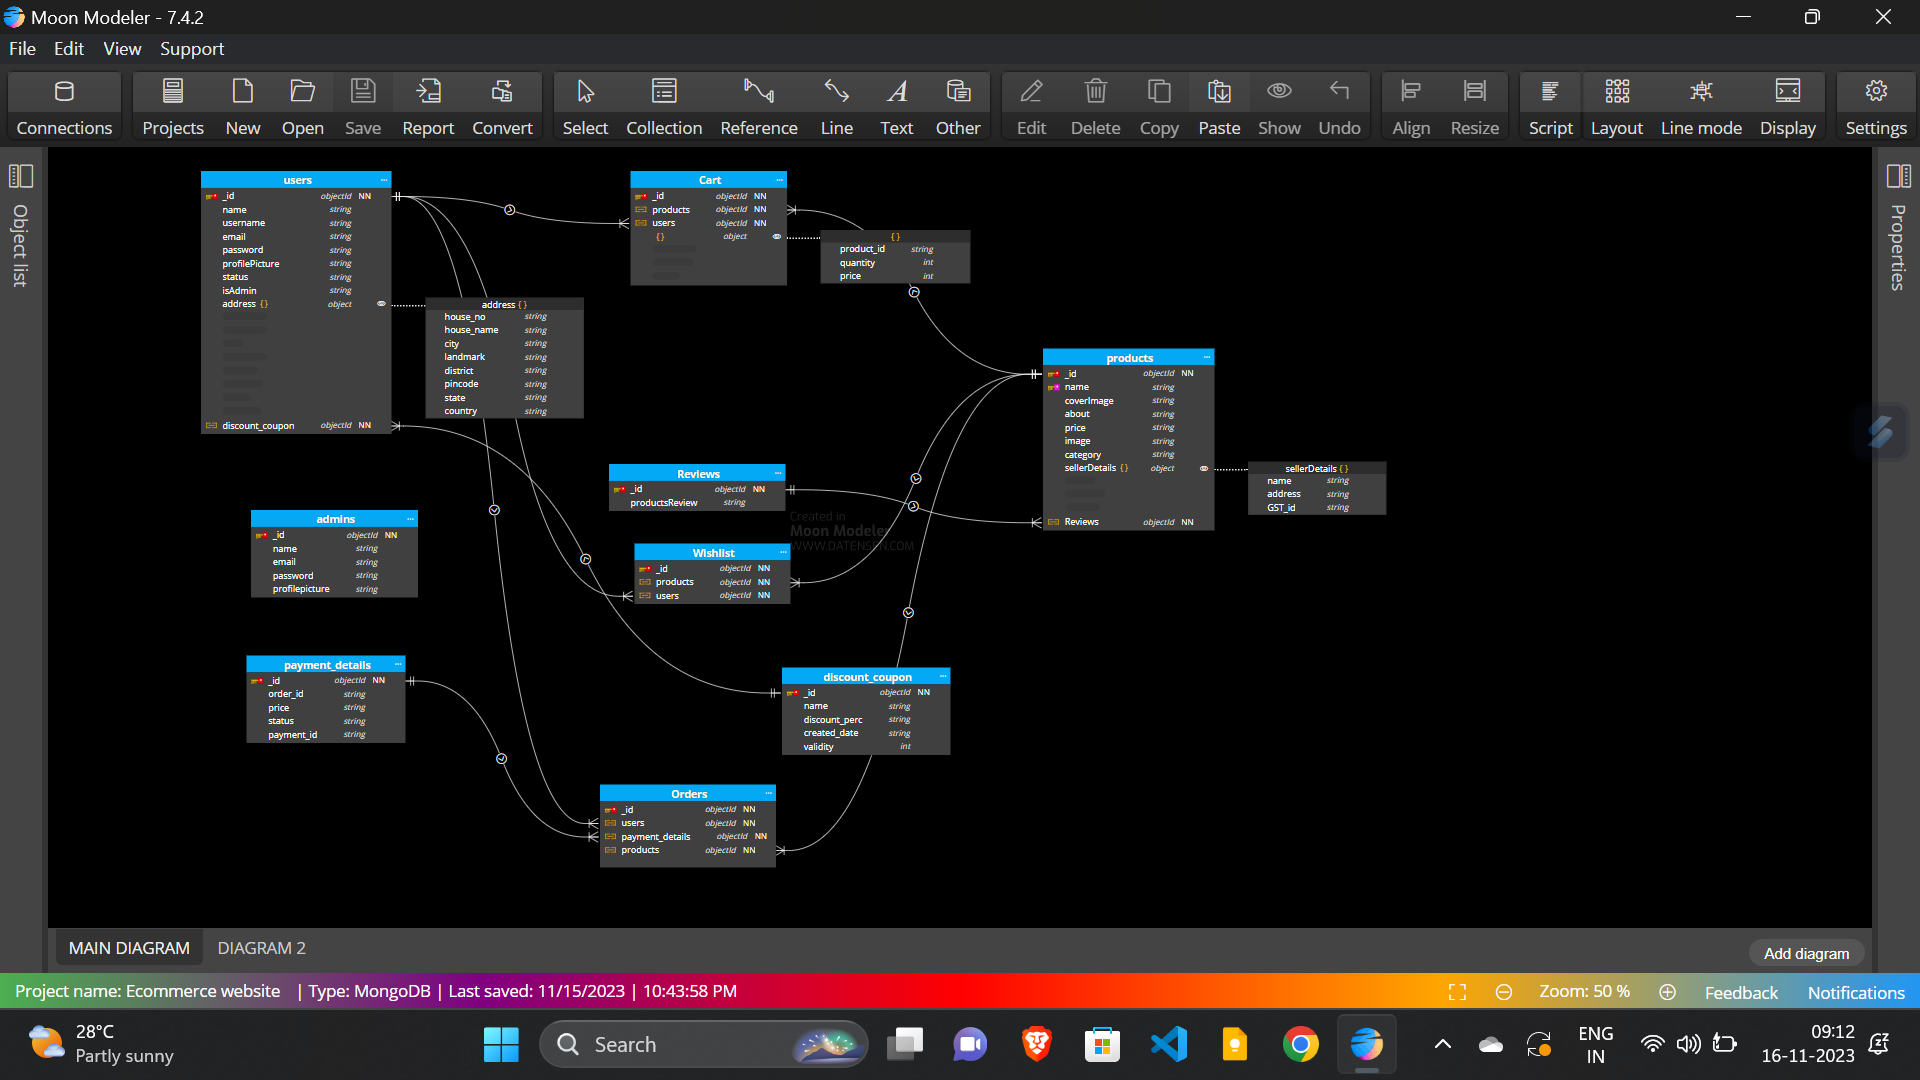 Moon Modeler - 7.4.2
File Edit View Support
Connections Projects New Open Save Report Convert Select Collection Reference Line Text Other Edit Delete Copy Paste Show Undo Align Resize Script Layout Line mode Display Settings
Object list
Properties
users
_id objectId NN
name string
username string
email string
password string
profilePicture string
status string
isAdmin string
address {} object
discount_coupon objectId NN
address {}
house_no string
house_name string
city string
landmark string
district string
pincode string
state string
country string
Cart
_id objectId NN
products objectId NN
users objectId NN
{} object
{}
product_id string
quantity int
price int
products
_id objectId NN
name string
coverImage string
about string
price string
image string
category string
sellerDetails {} object
Reviews objectId NN
sellerDetails {}
name string
address string
GST_id string
Reviews
_id objectId NN
productsReview string
Created in
Moon Modeler
WWW.DATENSEN.COM
admins
_id objectId NN
name string
email string
password string
profilepicture string
Wishlist
_id objectId NN
products objectId NN
users objectId NN
payment_details
_id objectId NN
order_id string
price string
status string
payment_id string
discount_coupon
_id objectId NN
name string
discount_perc string
created_date string
validity int
Orders
_id objectId NN
users objectId NN
payment_details objectId NN
products objectId NN
MAIN DIAGRAM DIAGRAM 2
Add diagram
Project name: Ecommerce website | Type: MongoDB | Last saved: 11/15/2023 | 10:43:58 PM
Zoom: 50 % Feedback Notifications
28°C
Partly sunny
Search
ENG
IN
09:12
16-11-2023